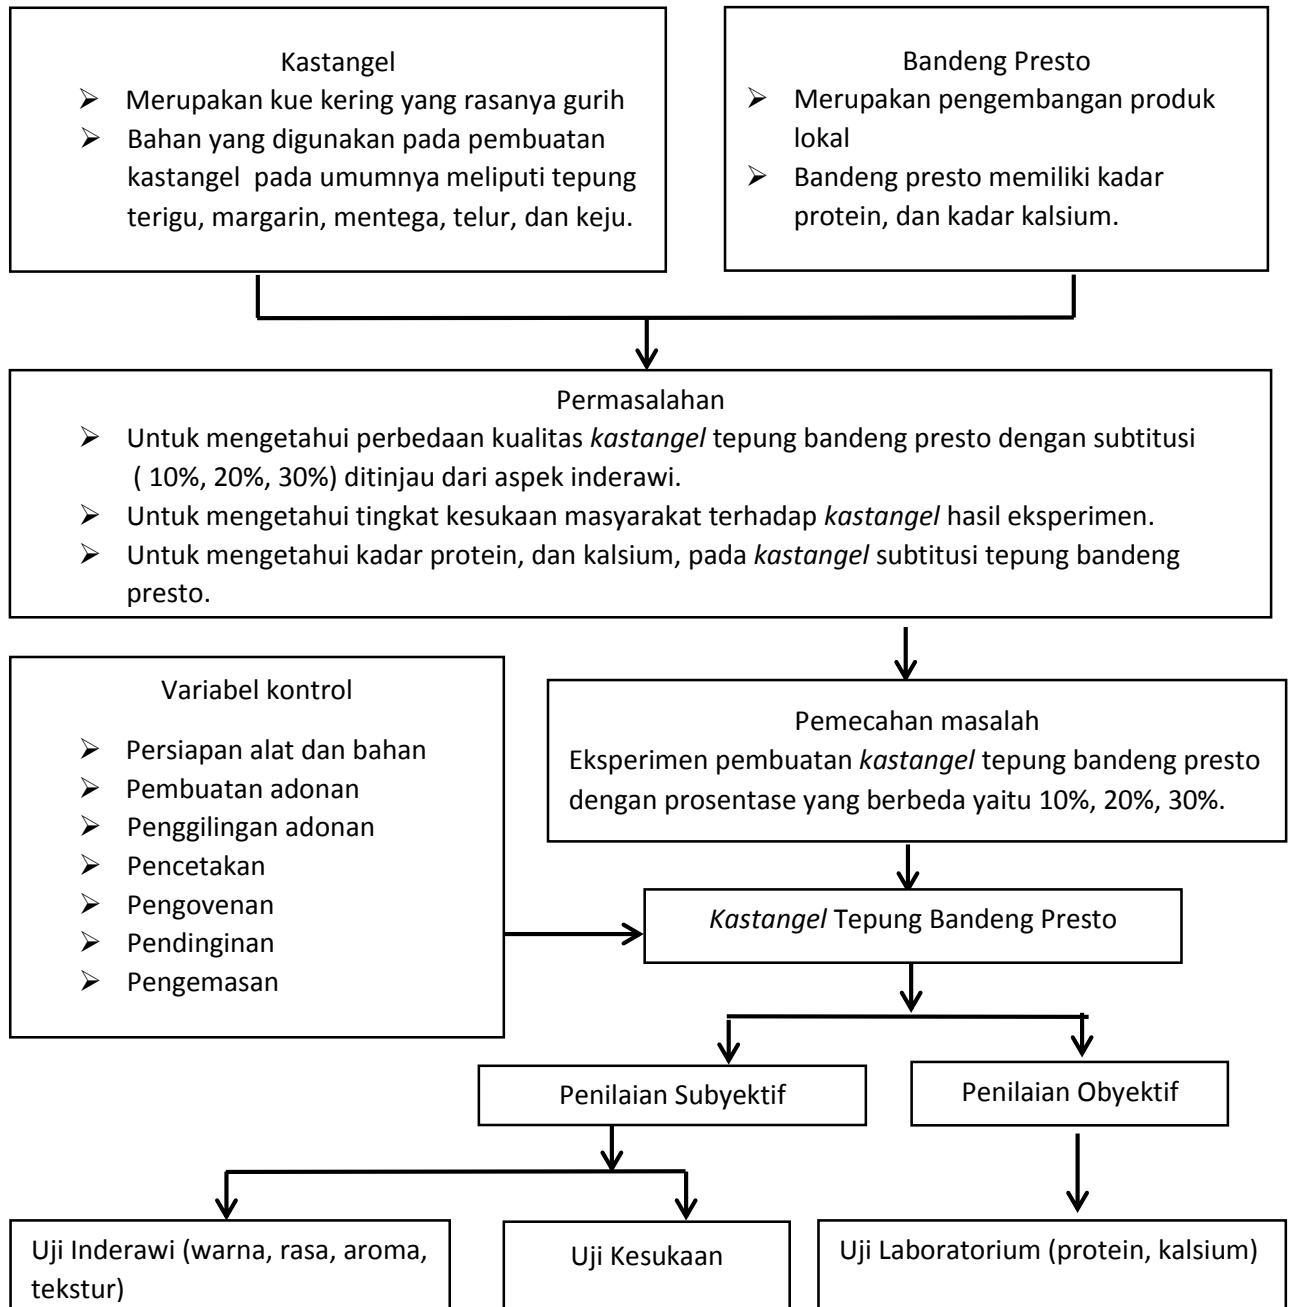 Kastangel
➢ Merupakan kue kering yang rasanya gurih
➢ Bahan yang digunakan pada pembuatan
kastangel pada umumnya meliputi tepung
terigu, margarin, mentega, telur, dan keju.
Bandeng Presto
➢ Merupakan pengembangan produk
lokal
➢ Bandeng presto memiliki kadar
protein, dan kadar kalsium.
Permasalahan
➢ Untuk mengetahui perbedaan kualitas kastangel tepung bandeng presto dengan subtitusi
( 10%, 20%, 30%) ditinjau dari aspek inderawi.
➢ Untuk mengetahui tingkat kesukaan masyarakat terhadap kastangel hasil eksperimen.
➢ Untuk mengetahui kadar protein, dan kalsium, pada kastangel subtitusi tepung bandeng
presto.
Variabel kontrol
➢ Persiapan alat dan bahan
➢ Pembuatan adonan
➢ Penggilingan adonan
➢ Pencetakan
➢ Pengovenan
➢ Pendinginan
➢ Pengemasan
Pemecahan masalah
Eksperimen pembuatan kastangel tepung bandeng presto
dengan prosentase yang berbeda yaitu 10%, 20%, 30%.
Kastangel Tepung Bandeng Presto
Penilaian Subyektif
Penilaian Obyektif
Uji Inderawi (warna, rasa, aroma,
tekstur)
Uji Kesukaan
Uji Laboratorium (protein, kalsium)